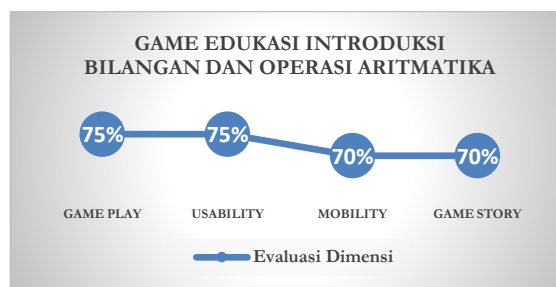 GAME EDUKASI INTRODUKSI
BILANGAN DAN OPERASI ARITMATIKA
75% 75% 70% 70%
GAME PLAY USABILITY MOBILITY GAME STORY
Evaluasi Dimensi